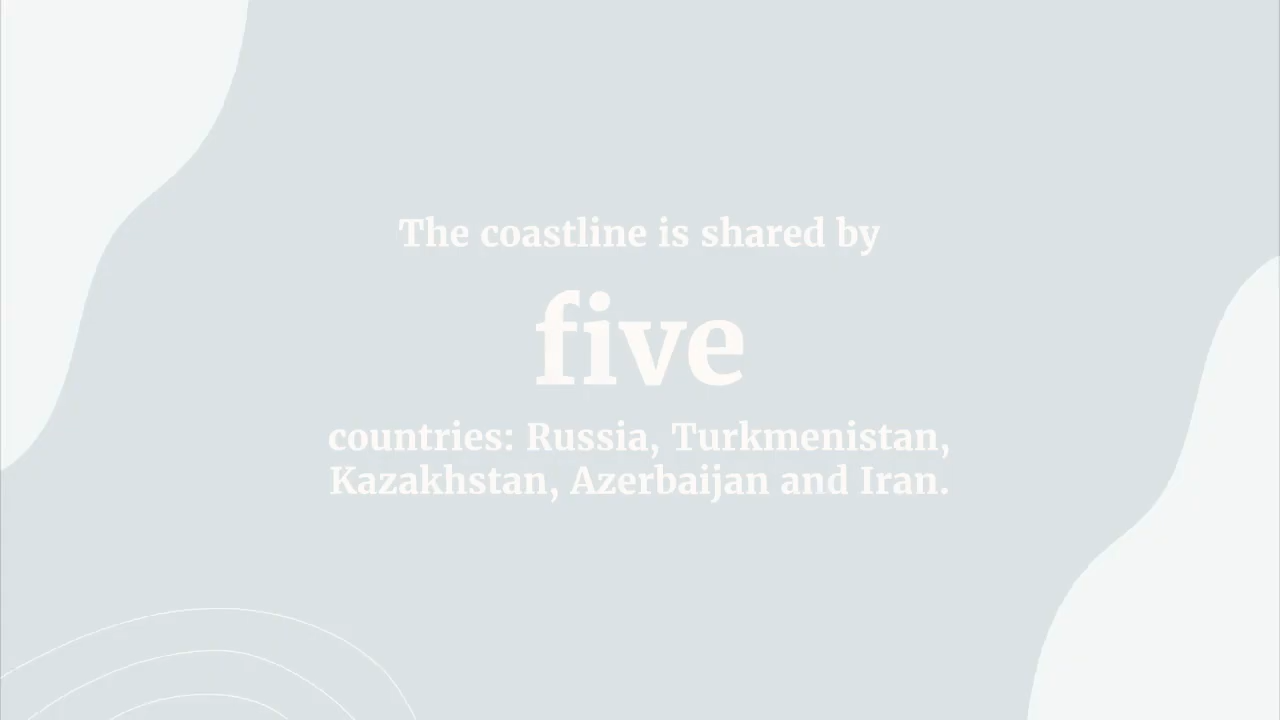 The coastline is shared by
five
countries: Russia, Turkmenistan,
Kazakhstan, Azerbaijan and Iran.